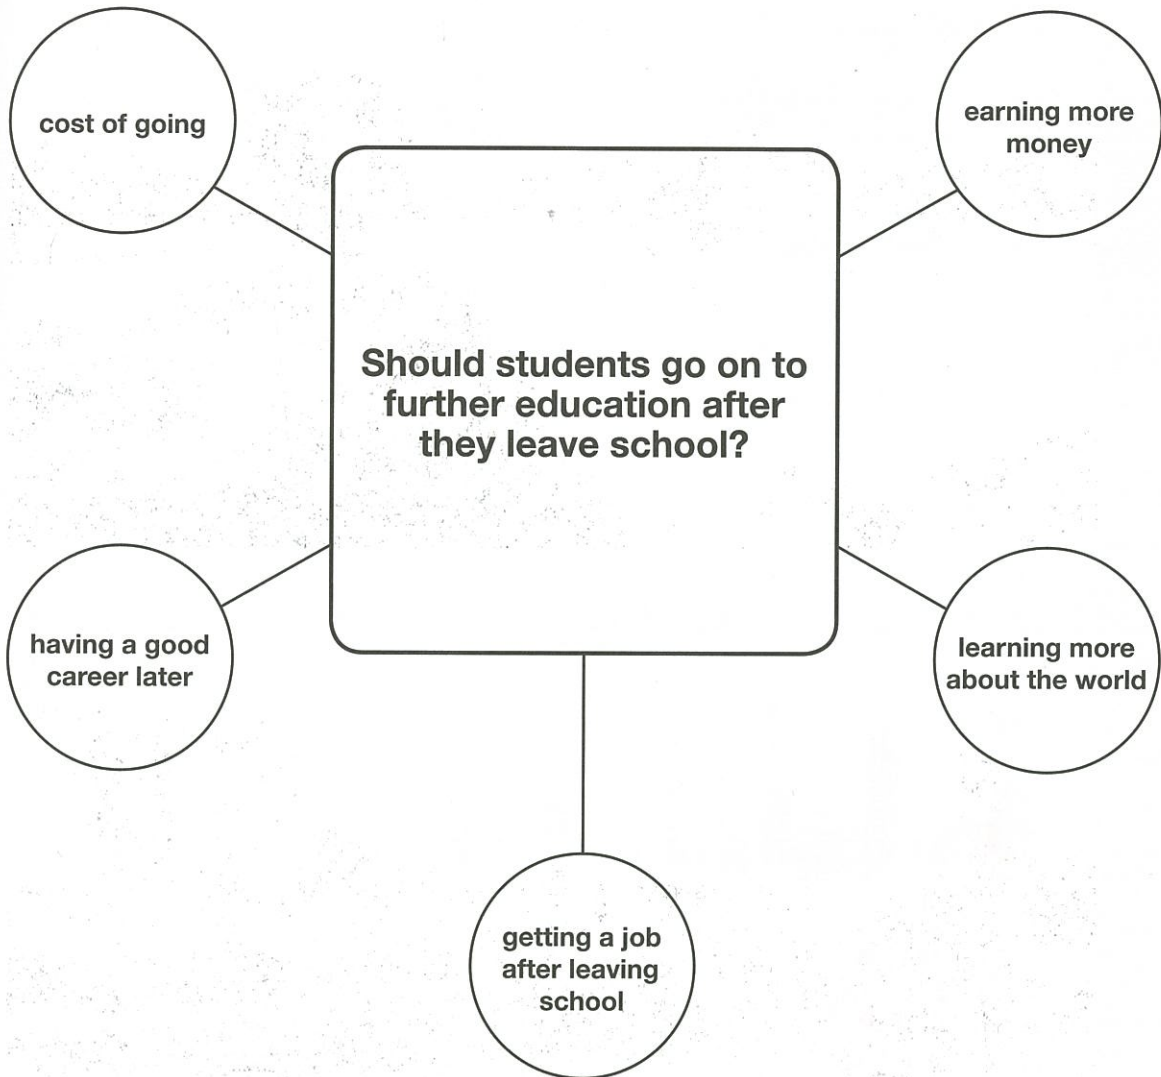 cost of going
earning more
money
Should students go on to
further education after
they leave school?
having a good
career later
learning more
about the world
getting a job
after leaving
school